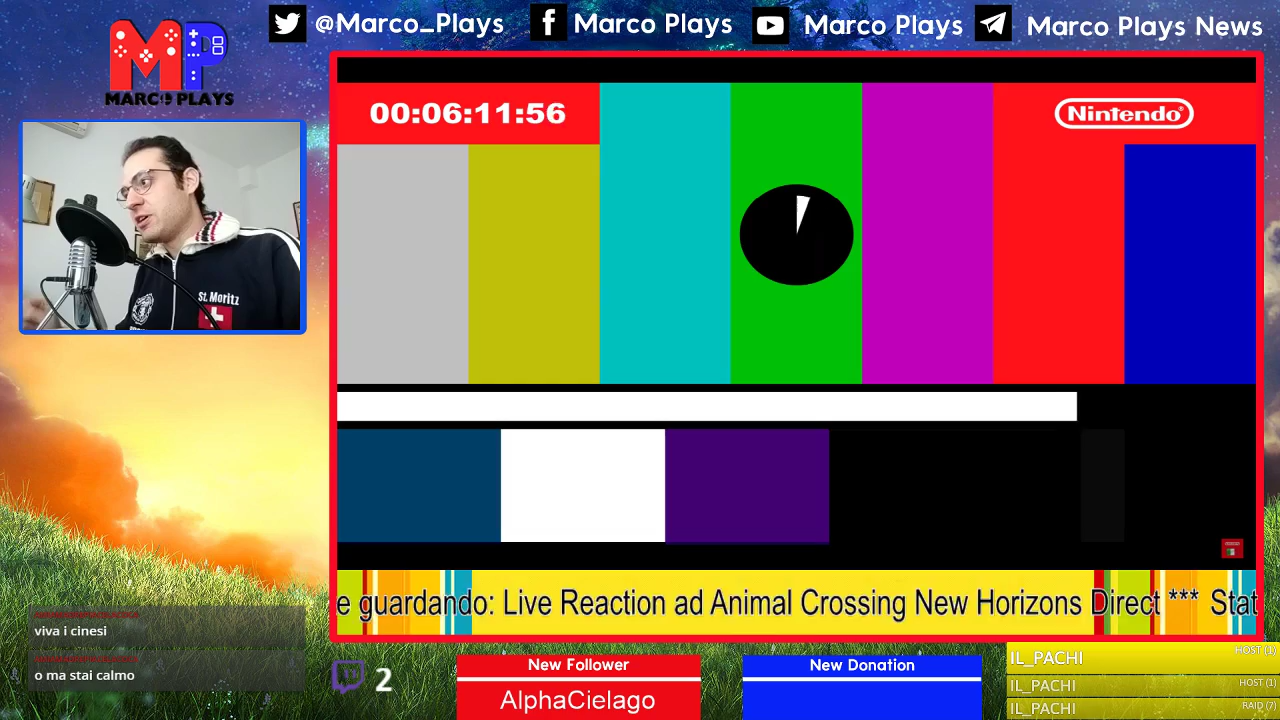 @Marco_Plays
Marco Plays
Marco Plays
Marco Plays News
MP
MARCO PLAYS
00:06:11:56
Nintendo®
St. Moritz
e guardando: Live Reaction ad Animal Crossing New Horizons Direct *** Stat
viva i cinesi
o ma stai calmo
2
New Follower
AlphaCielago
New Donation
IL_PACHI
HOST (1)
IL_PACHI
HOST (1)
IL_PACHI
RAID (7)